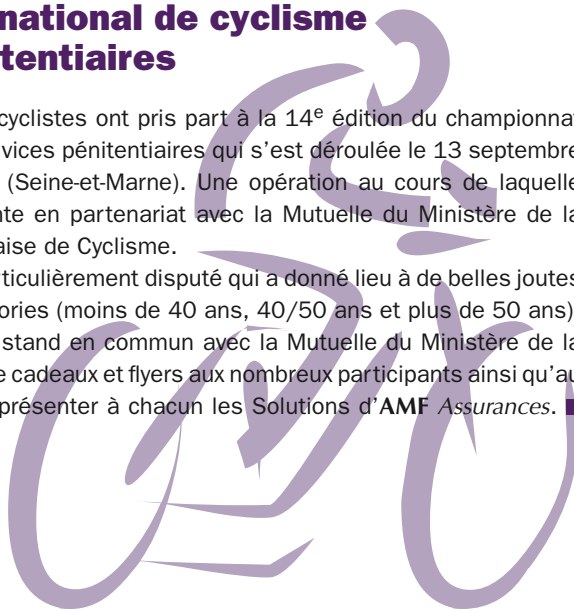 national de cyclisme
tentiaires
cyclistes ont pris part à la 14e édition du championnat
vices pénitentiaires qui s'est déroulée le 13 septembre
(Seine-et-Marne). Une opération au cours de laquelle
nte en partenariat avec la Mutuelle du Ministère de la
aise de Cyclisme.
rticulièrement disputé qui a donné lieu à de belles joutes
ories (moins de 40 ans, 40/50 ans et plus de 50 ans)
stand en commun avec la Mutuelle du Ministère de la
e cadeaux et flyers aux nombreux participants ainsi qu'au
présenter à chacun les Solutions d'AMF Assurances.